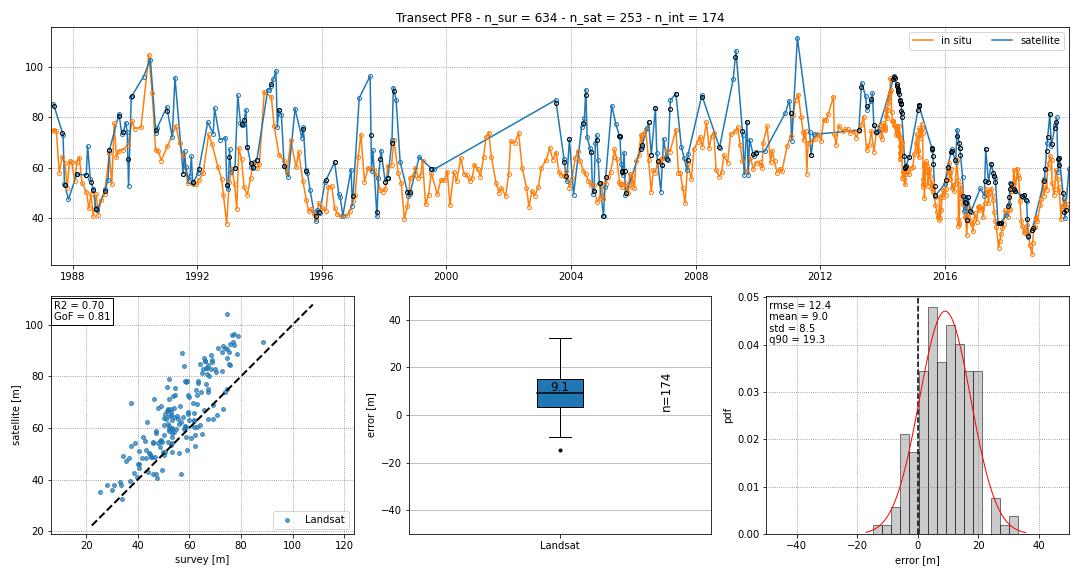 Transect PF8 - n_sur = 634 - n_sat = 253 - n_int = 174
in situ satellite
100
80
60
40
1988 1992 1996 2000 2004 2008 2012 2016
R2 = 0.70
GoF = 0.81
satellite [m]
100
80
60
40
20
20 40 60 80 100 120
survey [m]
Landsat
error [m]
40
20
0
−20
−40
9.1
n=174
Landsat
pdf
0.05
0.04
0.03
0.02
0.01
0.00
rmse = 12.4
mean = 9.0
std = 8.5
q90 = 19.3
−40 −20 0 20 40
error [m]